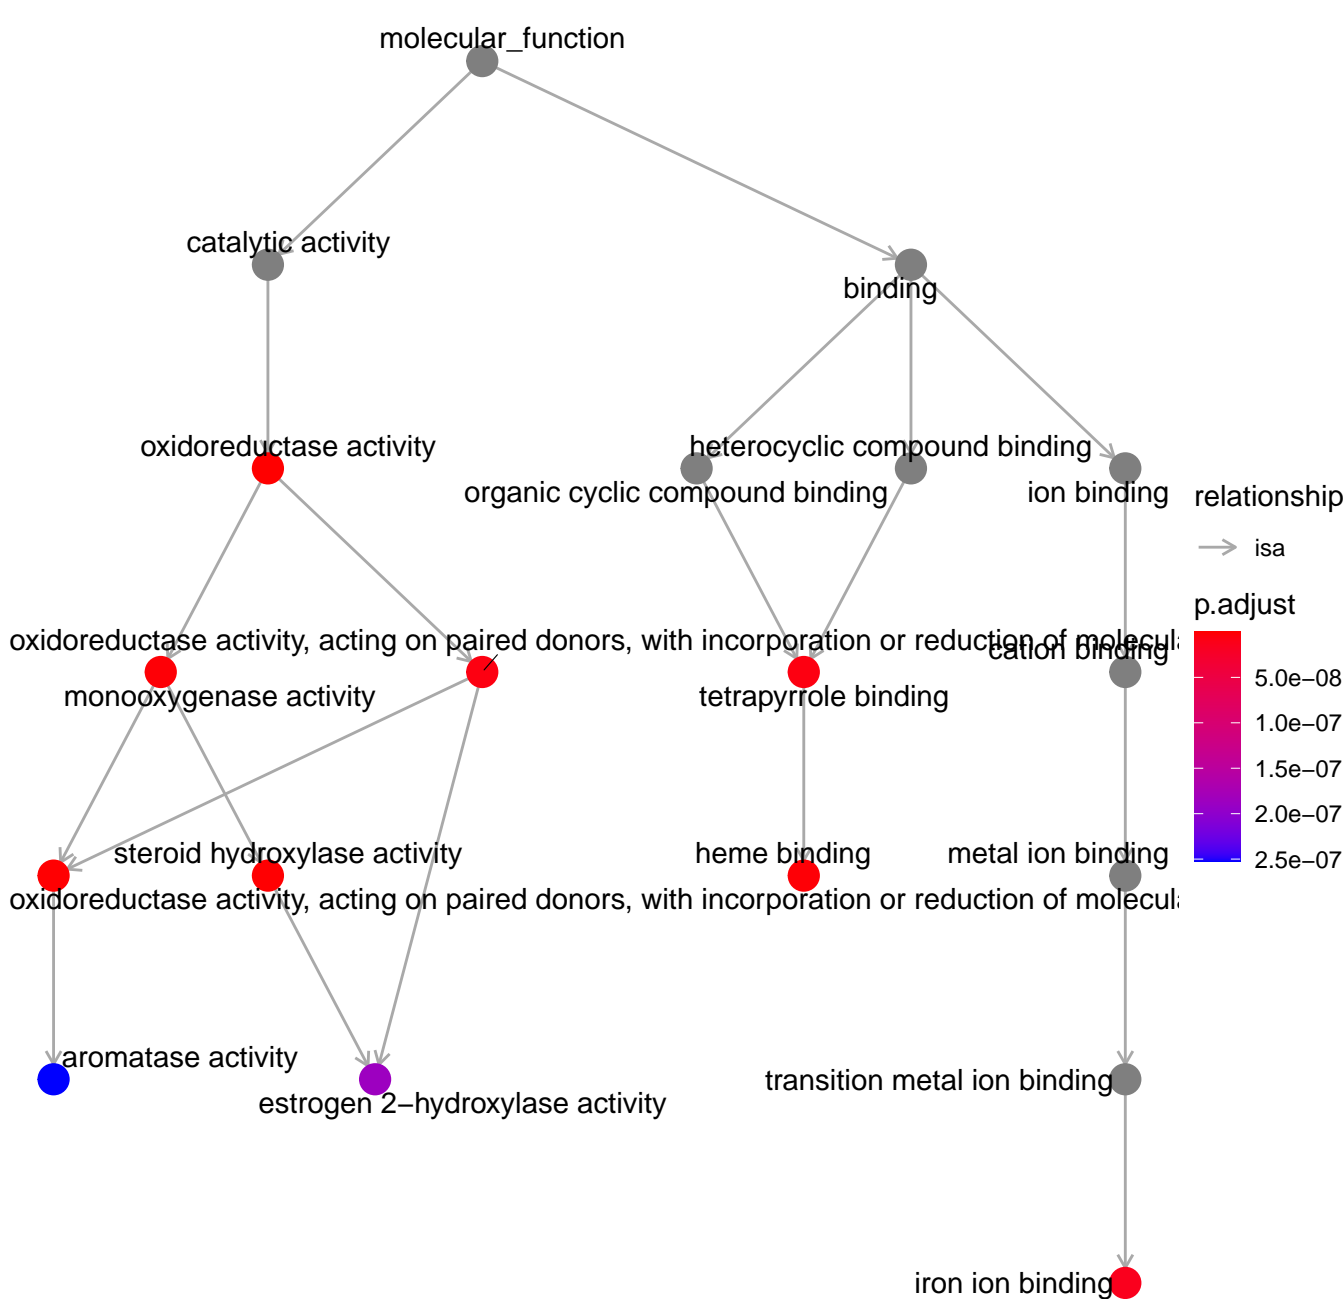 molecular_function
catalytic activity
binding
oxidoreductase activity
heterocyclic compound binding
organic cyclic compound binding
ion binding
relationship
isa
p.adjust
5.0e−08
1.0e−07
1.5e−07
2.0e−07
2.5e−07
oxidoreductase activity, acting on paired donors, with incorporation or reduction of molecul
cation binding
monooxygenase activity
tetrapyrrole binding
steroid hydroxylase activity
heme binding
metal ion binding
oxidoreductase activity, acting on paired donors, with incorporation or reduction of molecul
aromatase activity
transition metal ion binding
estrogen 2−hydroxylase activity
iron ion binding